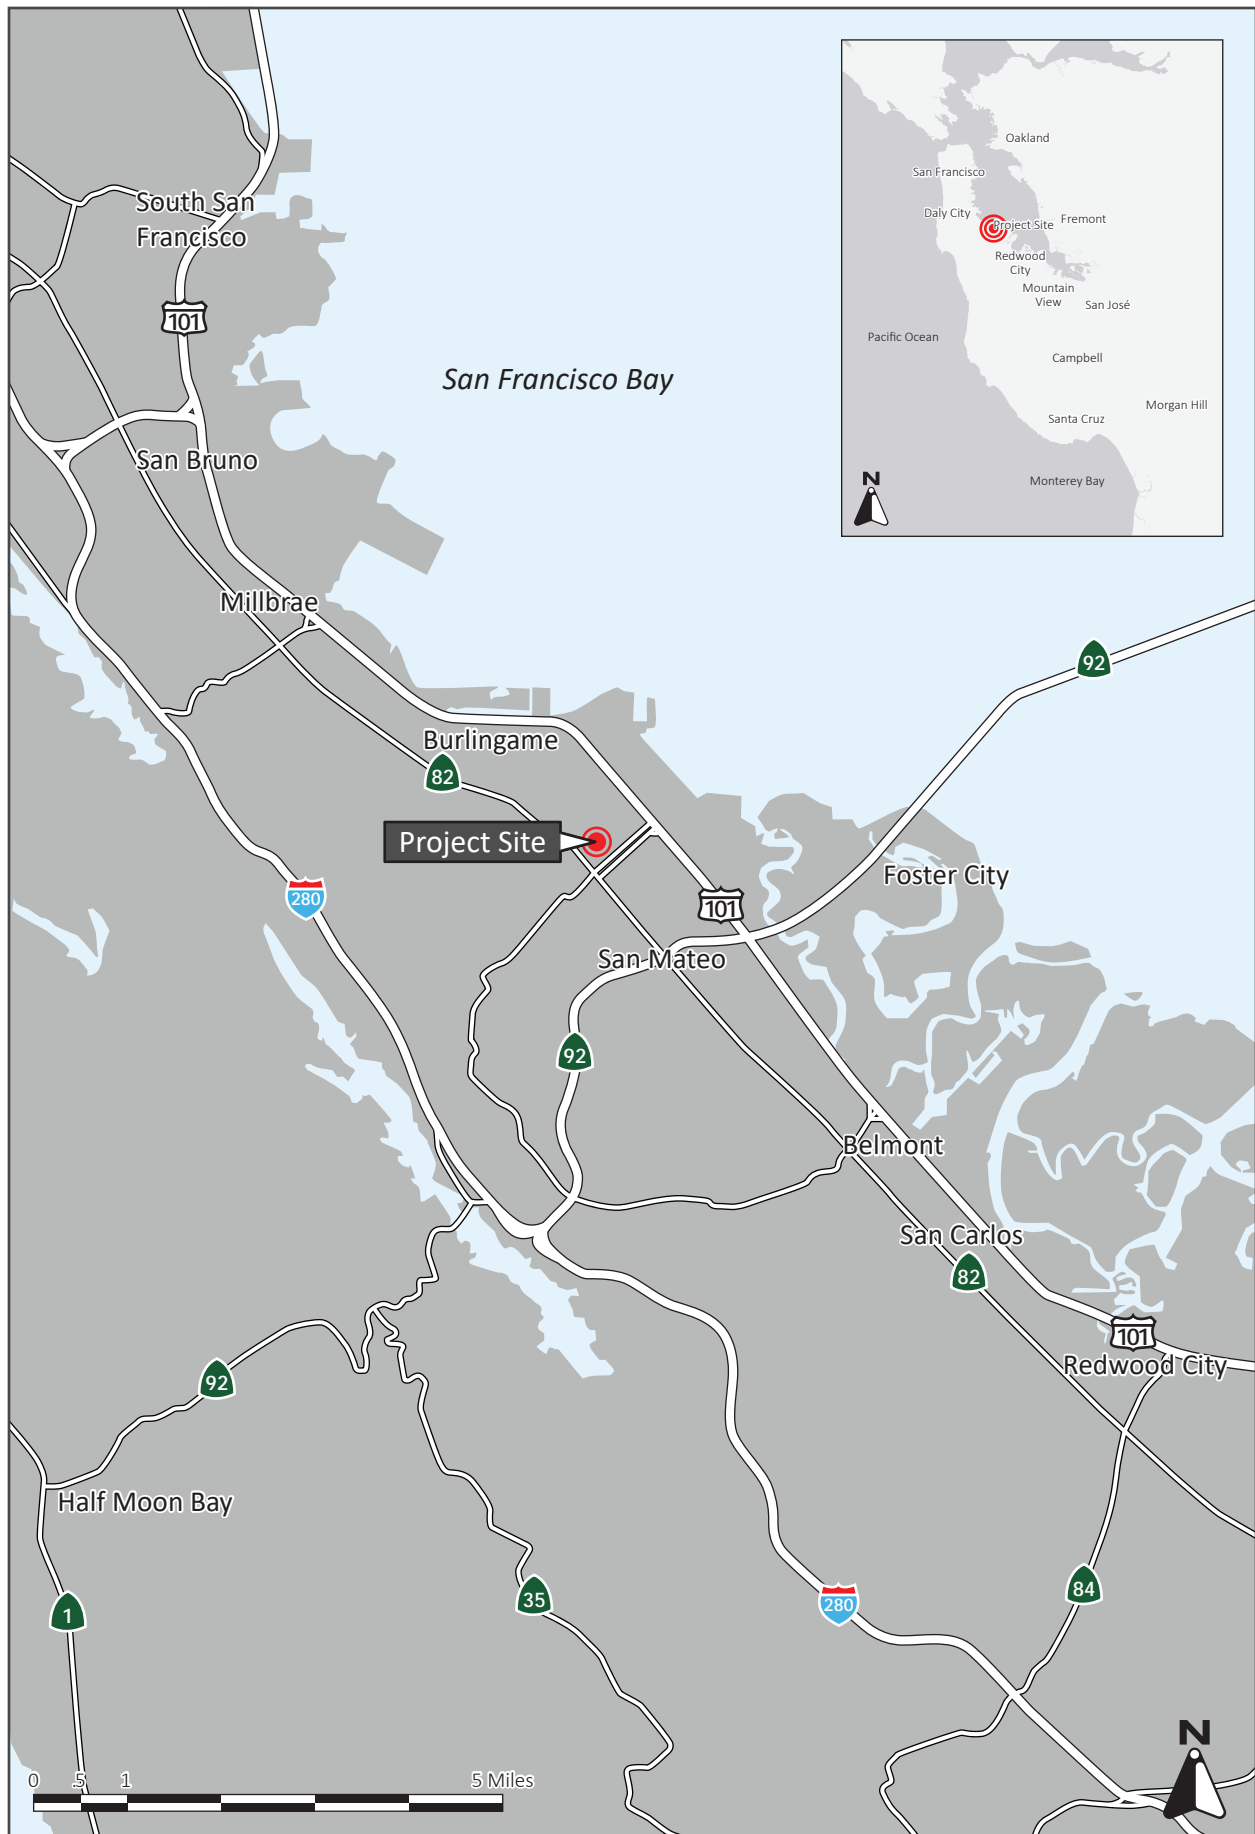 Oakland
San Francisco
Daly City
Fremont
Project Site
Redwood
City
Mountain
View
San José
Pacific Ocean
Campbell
Morgan Hill
Santa Cruz
Monterey Bay
N
South San
Francisco
101
San Francisco Bay
San Bruno
Millbrae
92
Burlingame
82
Project Site
Foster City
280
101
San Mateo
92
Belmont
San Carlos
82
101
Redwood City
92
Half Moon Bay
84
35
280
1
N
0 .5 1 5 Miles